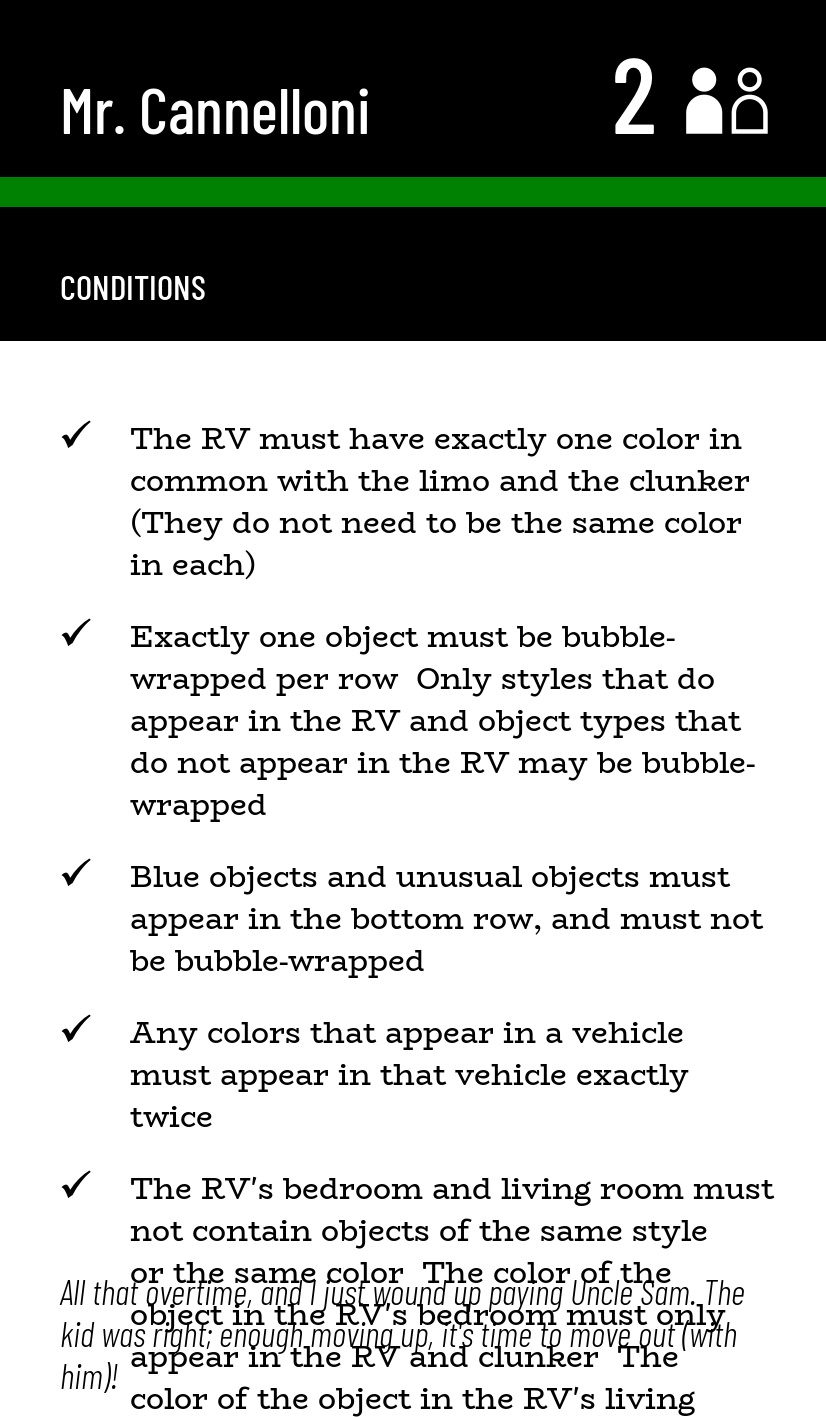 Mr. Cannelloni
2
CONDITIONS
✓ The RV must have exactly one color in
common with the limo and the clunker
(They do not need to be the same color
in each)
✓ Exactly one object must be bubble-
wrapped per row  Only styles that do
appear in the RV and object types that
do not appear in the RV may be bubble-
wrapped
✓ Blue objects and unusual objects must
appear in the bottom row, and must not
be bubble-wrapped
✓ Any colors that appear in a vehicle
must appear in that vehicle exactly
twice
✓ The RV's bedroom and living room must
not contain objects of the same style
or the same color  The color of the
object in the RV's bedroom must only
appear in the RV and clunker  The
color of the object in the RV's living
All that overtime, and I just wound up paying Uncle Sam. The
kid was right; enough moving up, it's time to move out (with
him)!